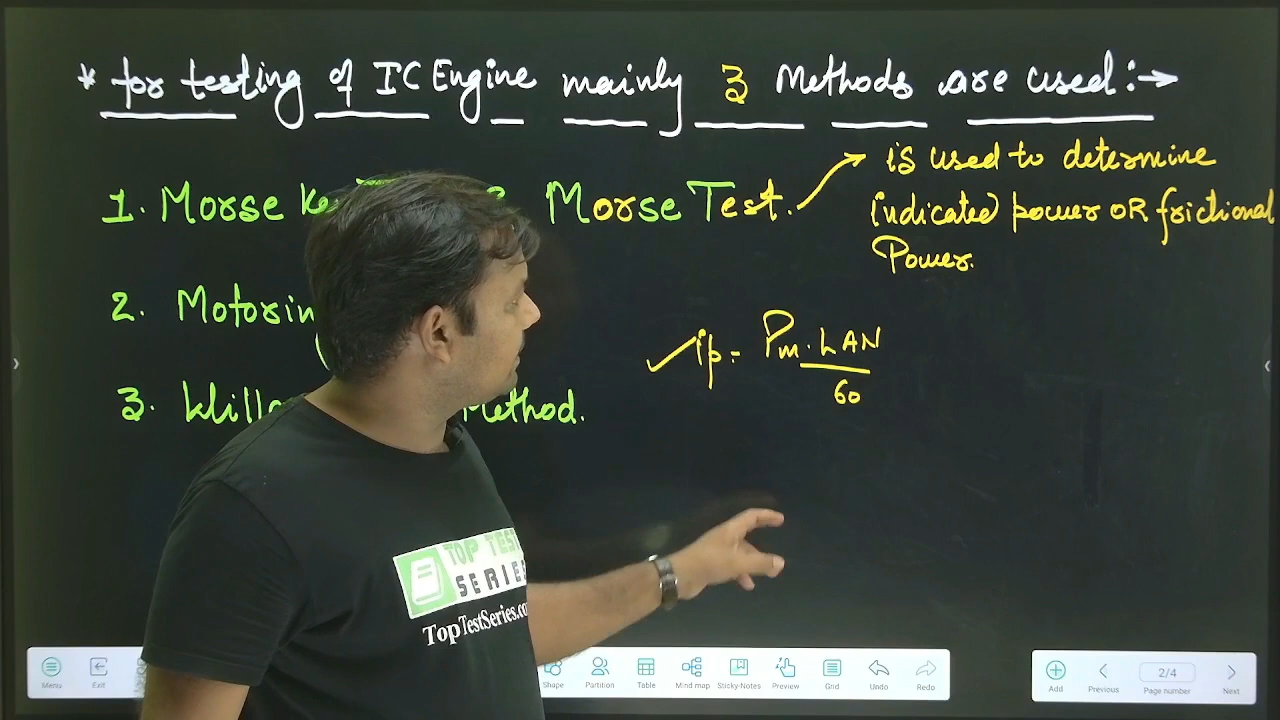 * for testing of IC Engine mainly 3 Methods are used:→
1. Morse Morse Test.
is used to determine
indicated power OR frictional
Power.
2.
3. Method.
✓ ip = Pm. LAN
60
TOP TEST
SERIES
TopTestSeries.co
Menu Exit Shape Partition Table Mind map Sticky-Notes Preview Grid Undo Redo
Add Previous 2/4 Page number Next